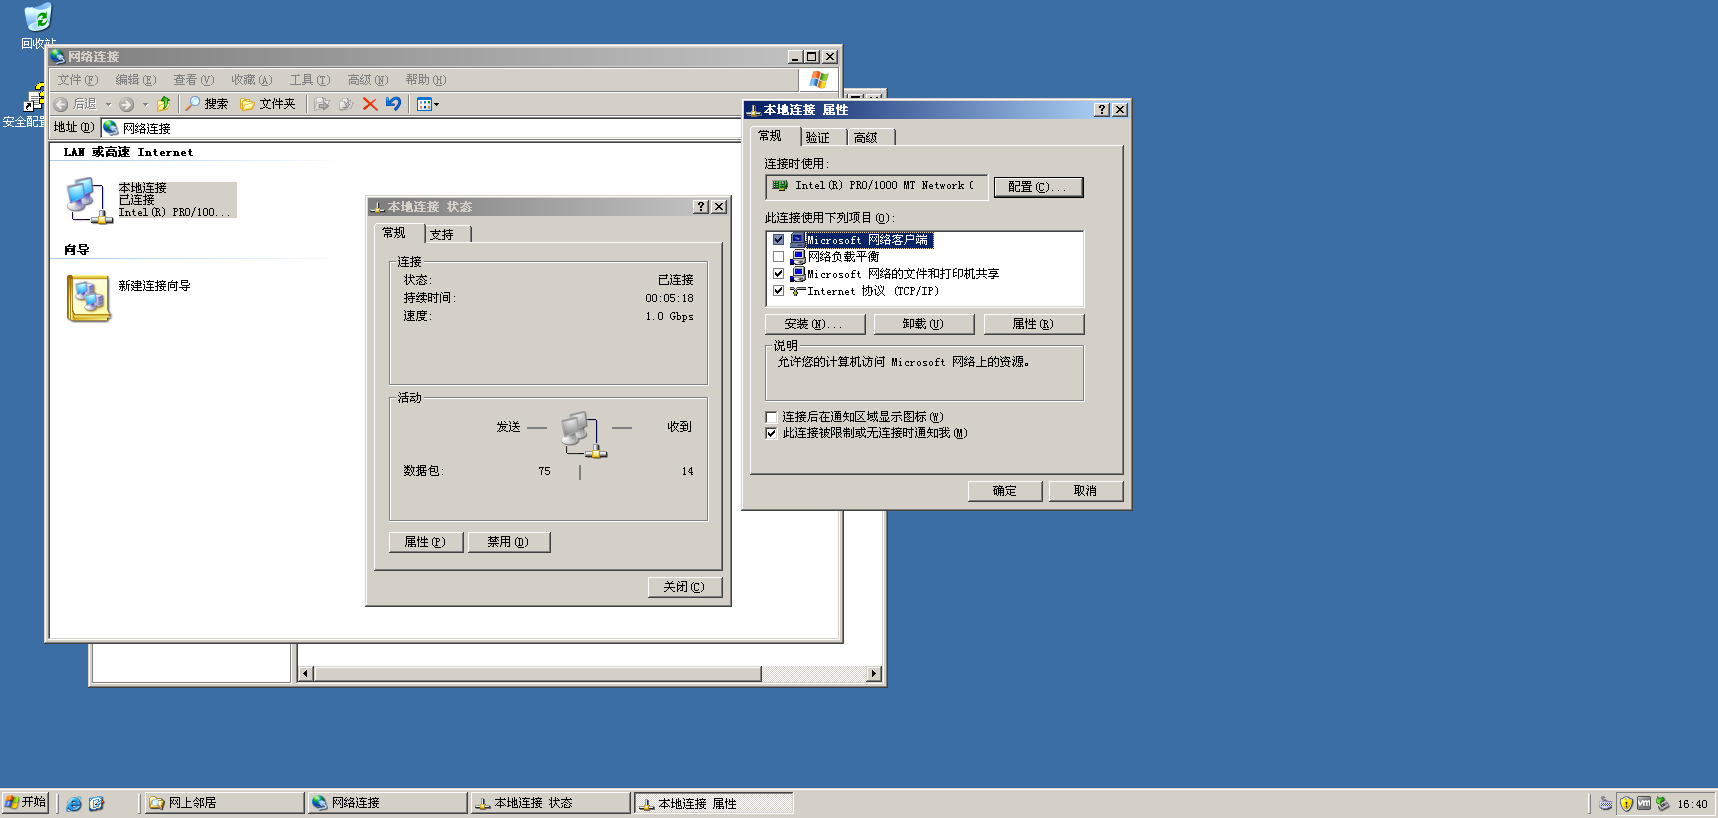 回收站
安全配置
网络连接
文件(F) 编辑(E) 查看(V) 收藏(A) 工具(T) 高级(N) 帮助(H)
后退 搜索 文件夹
地址(D) 网络连接
LAN 或高速 Internet
本地连接
已连接
Intel(R) PRO/100...
向导
新建连接向导
本地连接 状态
常规 支持
连接
状态: 已连接
持续时间: 00:05:18
速度: 1.0 Gbps
活动
发送 收到
数据包: 75 14
属性(P) 禁用(D)
关闭(C)
本地连接 属性
常规 验证 高级
连接时使用:
Intel(R) PRO/1000 MT Network C
配置(C)...
此连接使用下列项目(O):
Microsoft 网络客户端
网络负载平衡
Microsoft 网络的文件和打印机共享
Internet 协议 (TCP/IP)
安装(N)... 卸载(U) 属性(R)
说明
允许您的计算机访问 Microsoft 网络上的资源。
连接后在通知区域显示图标(W)
此连接被限制或无连接时通知我(M)
确定 取消
开始 网上邻居 网络连接 本地连接 状态 本地连接 属性 16:40